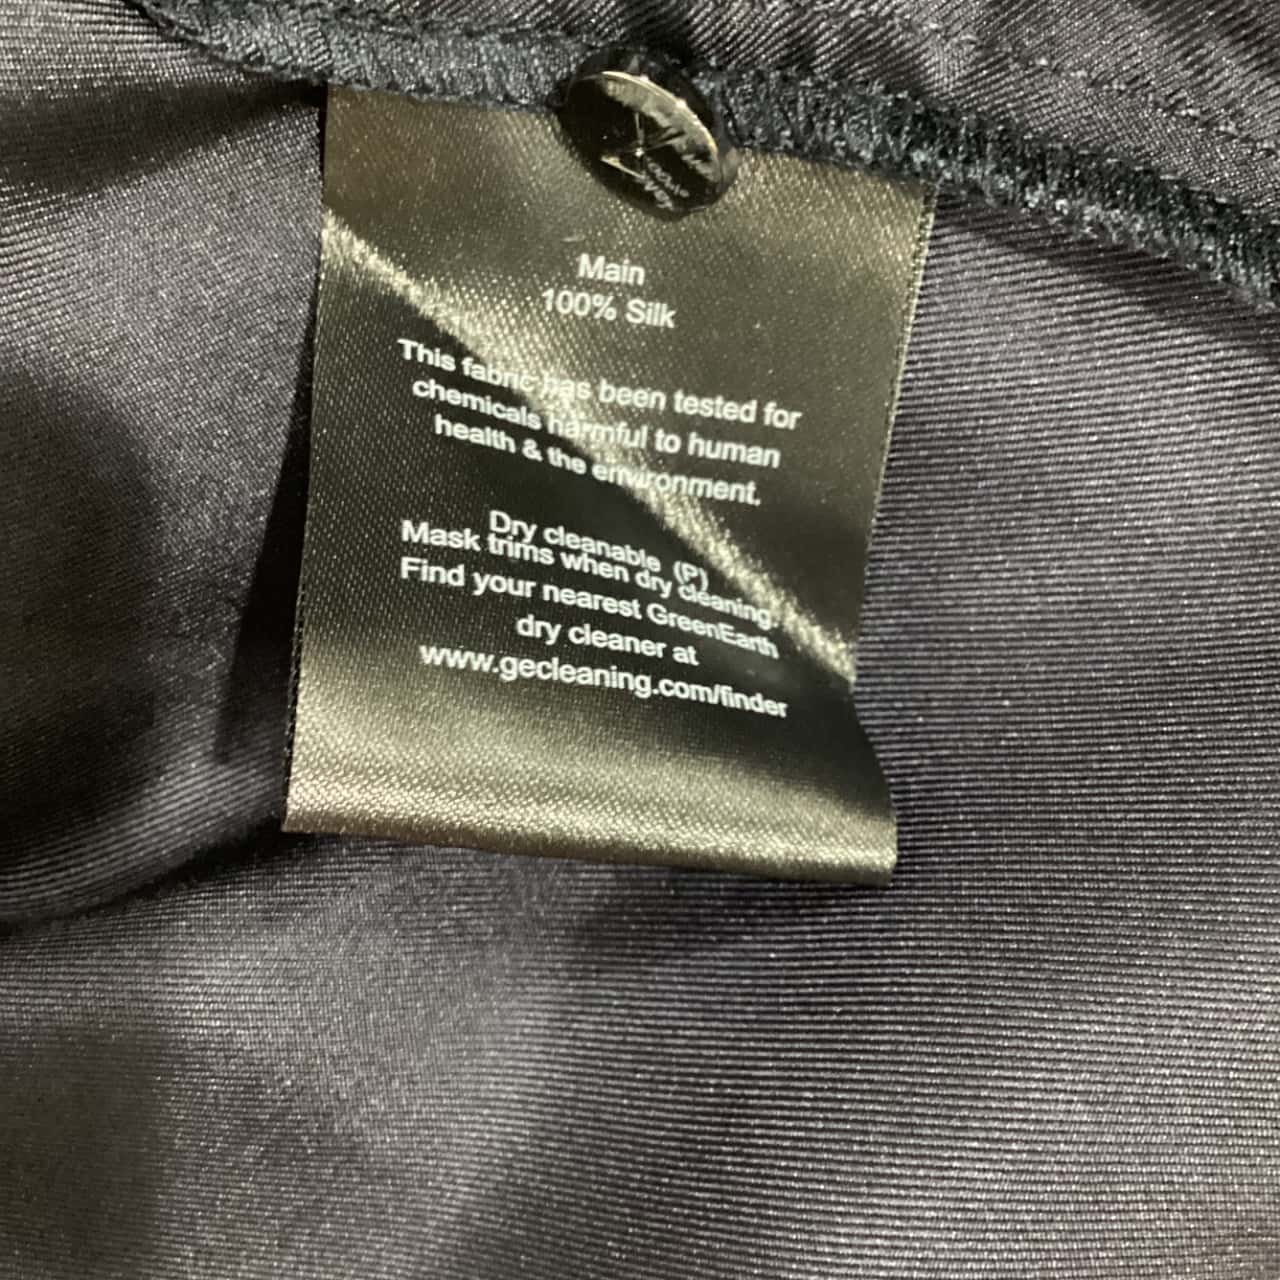 Main
100% Silk
This fabric has been tested for
chemicals harmful to human
health & the environment.
Dry cleanable (P)
Mask trims when dry cleaning.
Find your nearest GreenEarth
dry cleaner at
www.gecleaning.com/finder